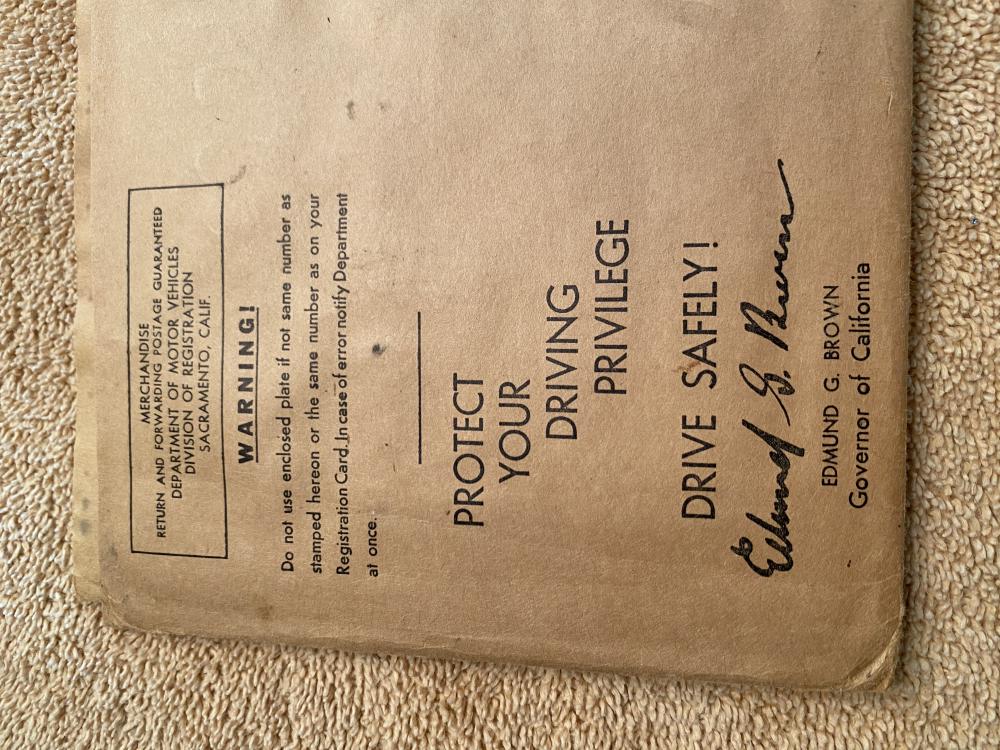 MERCHANDISE
RETURN AND FORWARDING POSTAGE GUARANTEED
DEPARTMENT OF MOTOR VEHICLES
DIVISION OF REGISTRATION
SACRAMENTO, CALIF.
WARNING!
Do not use enclosed plate if not same number as
stamped hereon or the same number as on your
Registration Card. In case of error notify Department
at once.
PROTECT
YOUR
DRIVING
PRIVILEGE
DRIVE SAFELY!
Edmund G. Brown
EDMUND G. BROWN
Governor of California